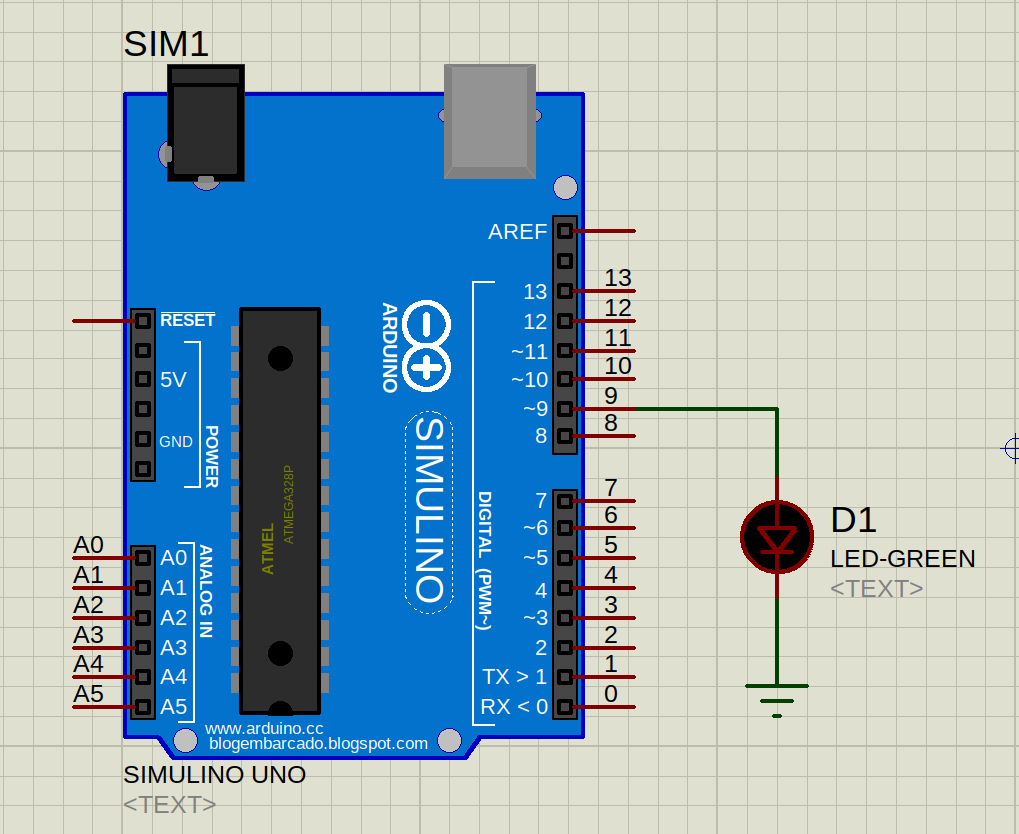 SIM1
AREF
13 13
12 12
~11 11
~10 10
~9 9
8 8
7 7
~6 6
~5 5
4 4
~3 3
2 2
TX > 1 1
RX < 0 0
DIGITAL (PWM~)
ARDUINO
SIMULINO
ATMEL
ATMEGA328P
RESET
5V
GND
POWER
A0 A0
A1 A1
A2 A2
A3 A3
A4 A4
A5 A5
ANALOG IN
www.arduino.cc
blogembarcado.blogspot.com
SIMULINO UNO
<TEXT>
D1
LED-GREEN
<TEXT>